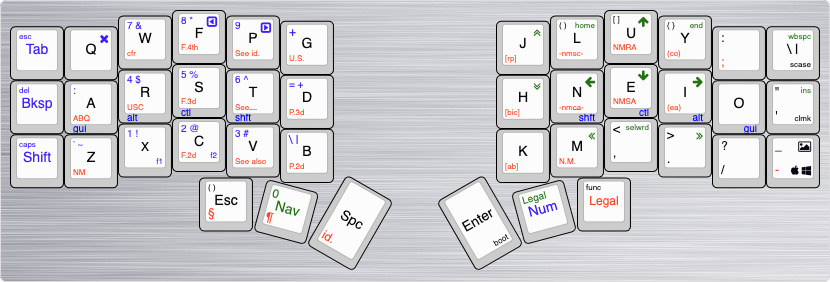 esc
Tab
Q
7 &
W
cfr
8 *
F
F.4th
9
P
See id.
+
G
U.S.
J
[rp]
( )
home
L
-nmsc-
[ ]
U
NMRA
{ }
end
Y
(co)
:
;
wbspc
\ |
scase
del
Bksp
:
A
ABQ
gui
4 $
R
USC
alt
5 %
S
F.3d
ctl
6 ^
T
See,...
shft
= +
D
P.3d
H
[bic]
N
-nmca-
shft
E
NMSA
ctl
I
(ea)
alt
O
gui
"
ins
'
clmk
caps
Shift
` ~
Z
NM
1 !
X
f1
2 @
C
F.2d
f2
3 #
V
See also
\ |
B
P.2d
K
[ab]
M
N.M.
<
selwrd
,
>
.
?
/
_
-
( )
Esc
§
0
Nav
¶
Spc
id.
Enter
boot
Legal
Num
func
Legal